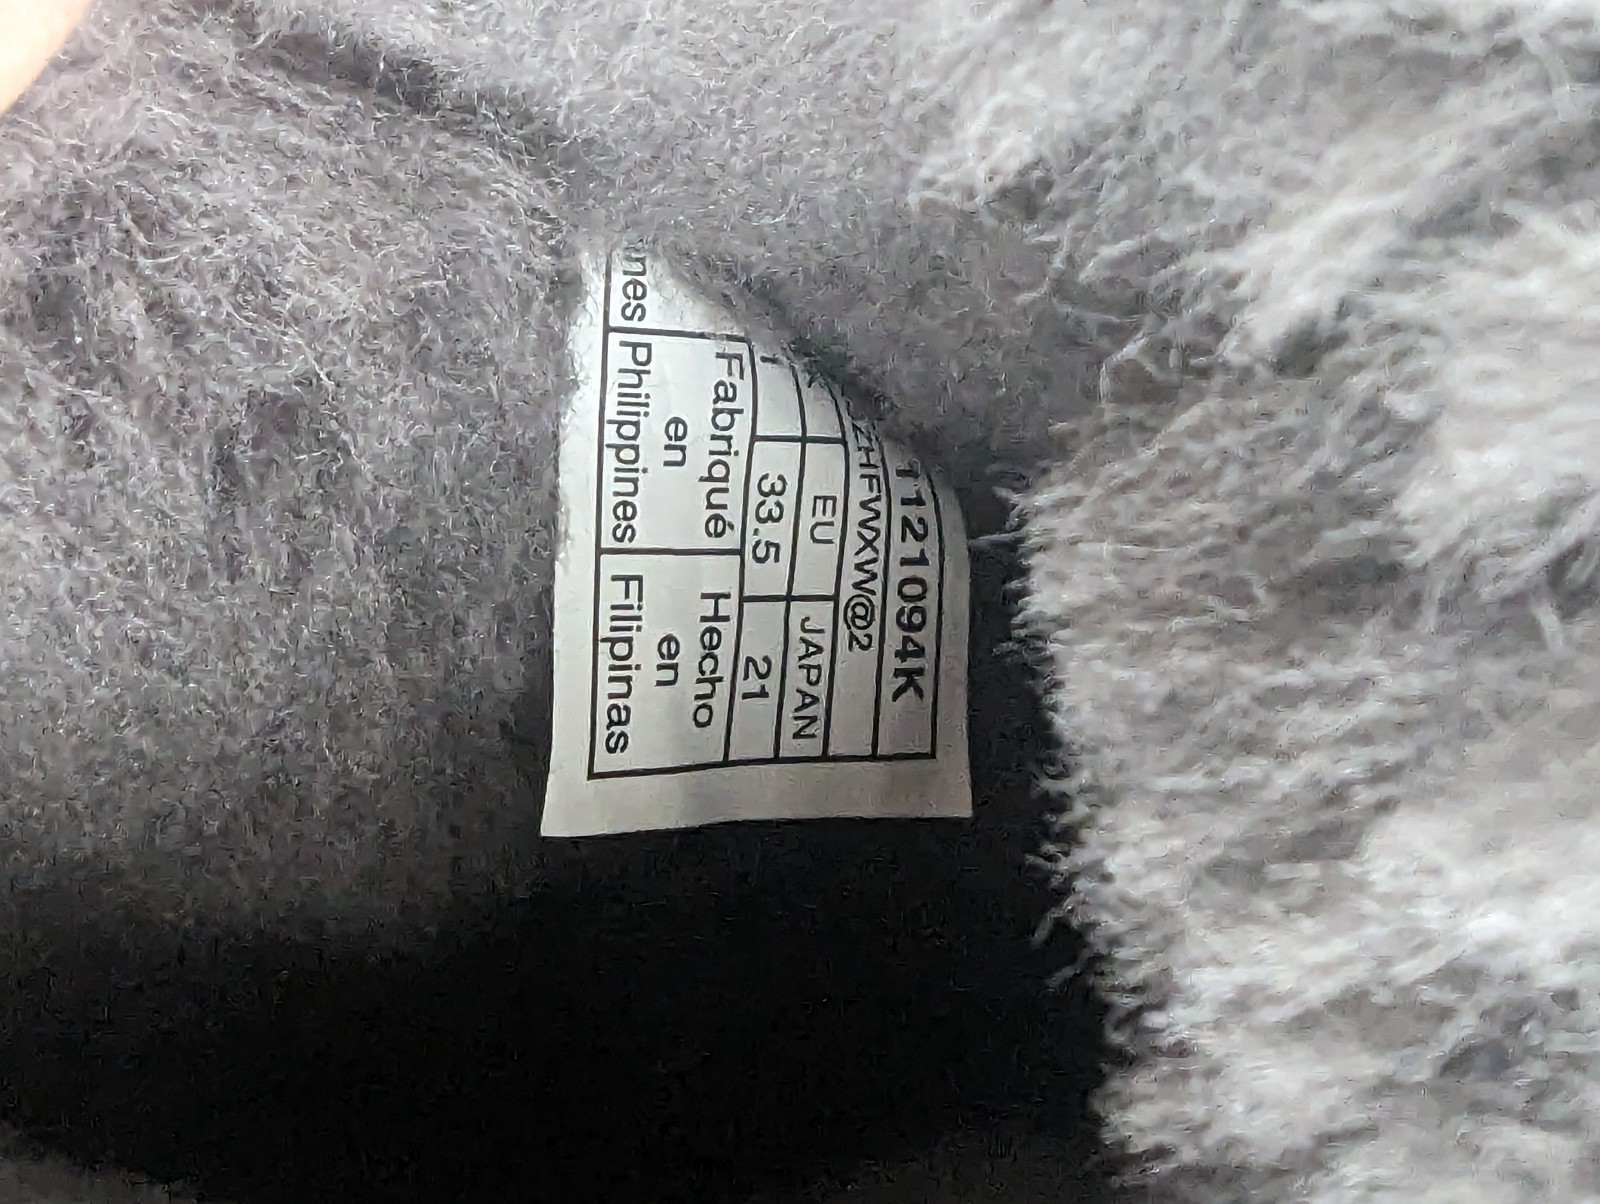 1121094K
ZHFWXW@2
EU JAPAN
33.5 21
Fabriqué Hecho
en en
nes Philippines Filipinas